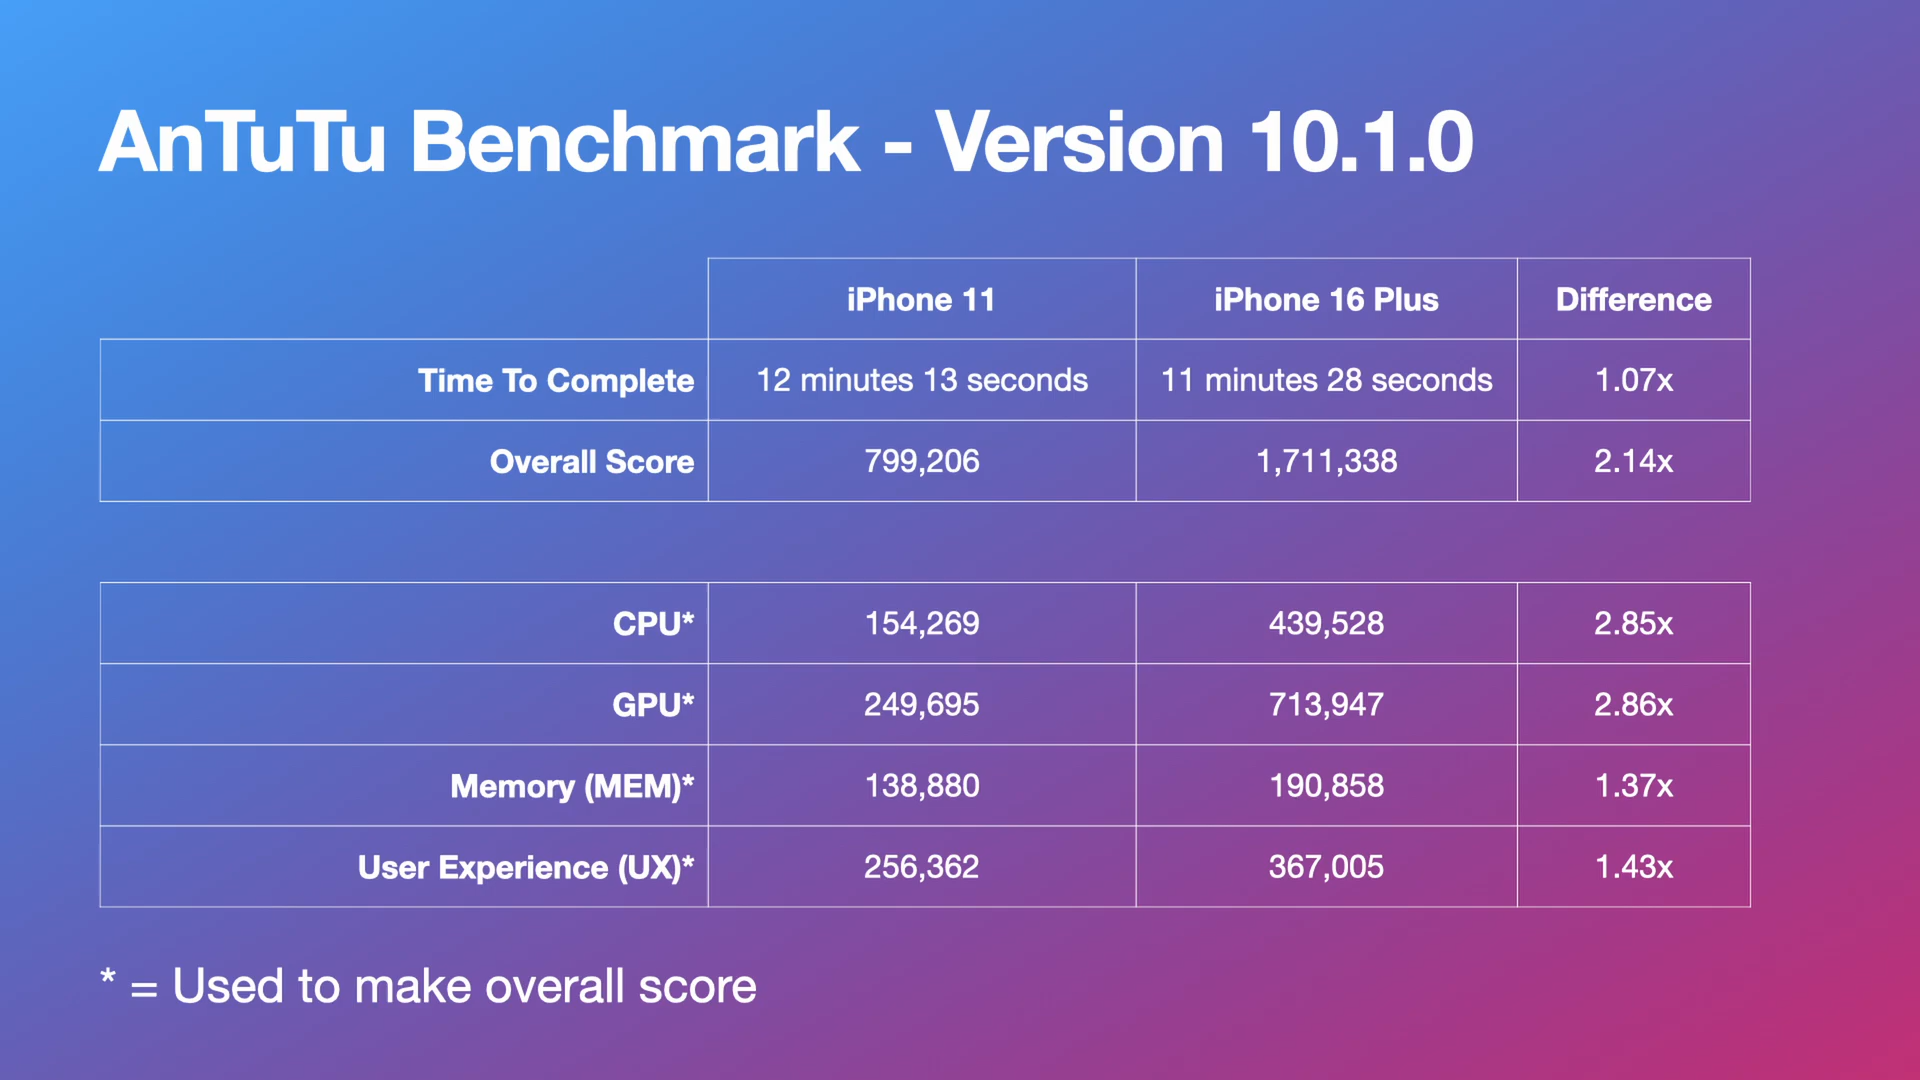 AnTuTu Benchmark - Version 10.1.0
iPhone 11 iPhone 16 Plus Difference
Time To Complete 12 minutes 13 seconds 11 minutes 28 seconds 1.07x
Overall Score 799,206 1,711,338 2.14x
CPU* 154,269 439,528 2.85x
GPU* 249,695 713,947 2.86x
Memory (MEM)* 138,880 190,858 1.37x
User Experience (UX)* 256,362 367,005 1.43x
* = Used to make overall score